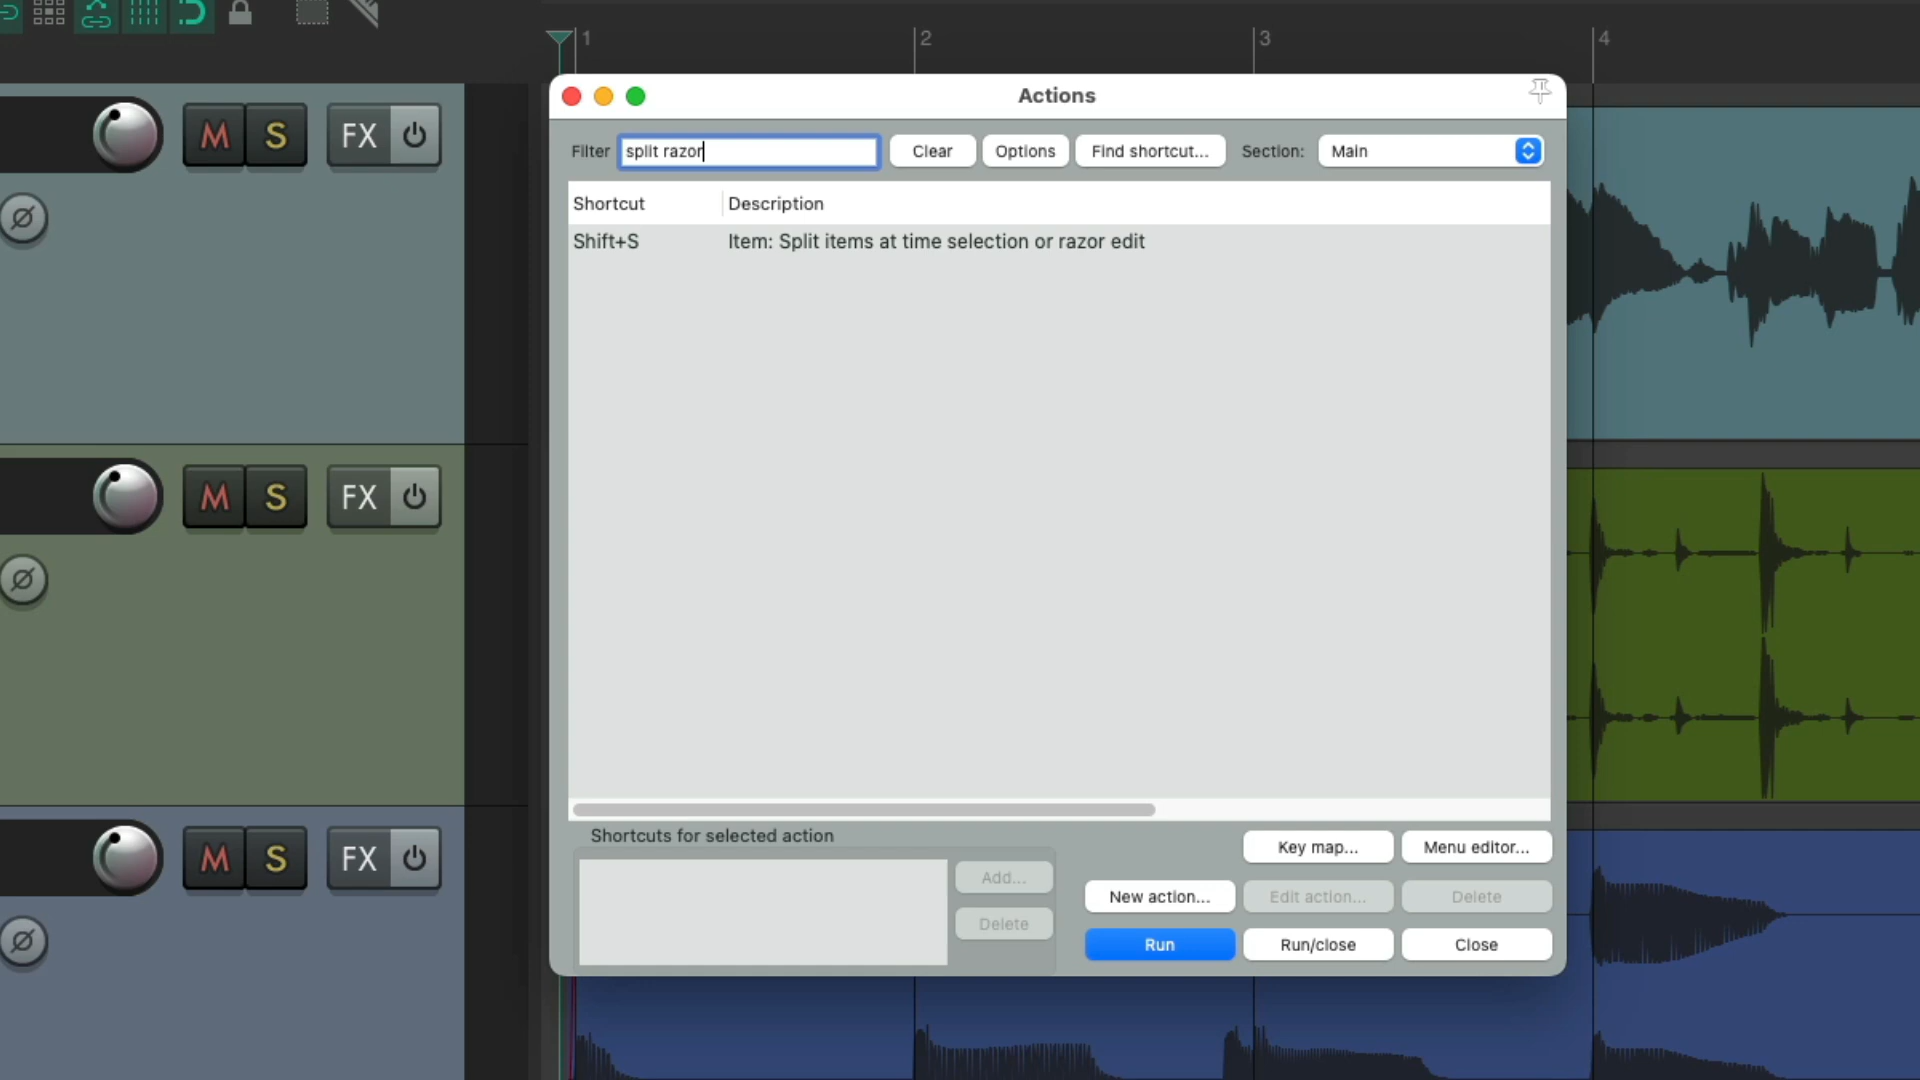 1 2 3 4
Actions
Filter split razor Clear Options Find shortcut... Section: Main
Shortcut Description
Shift+S Item: Split items at time selection or razor edit
M S FX
M S FX
M S FX
Shortcuts for selected action
Add...
Delete
Key map... Menu editor...
New action... Edit action... Delete
Run Run/close Close